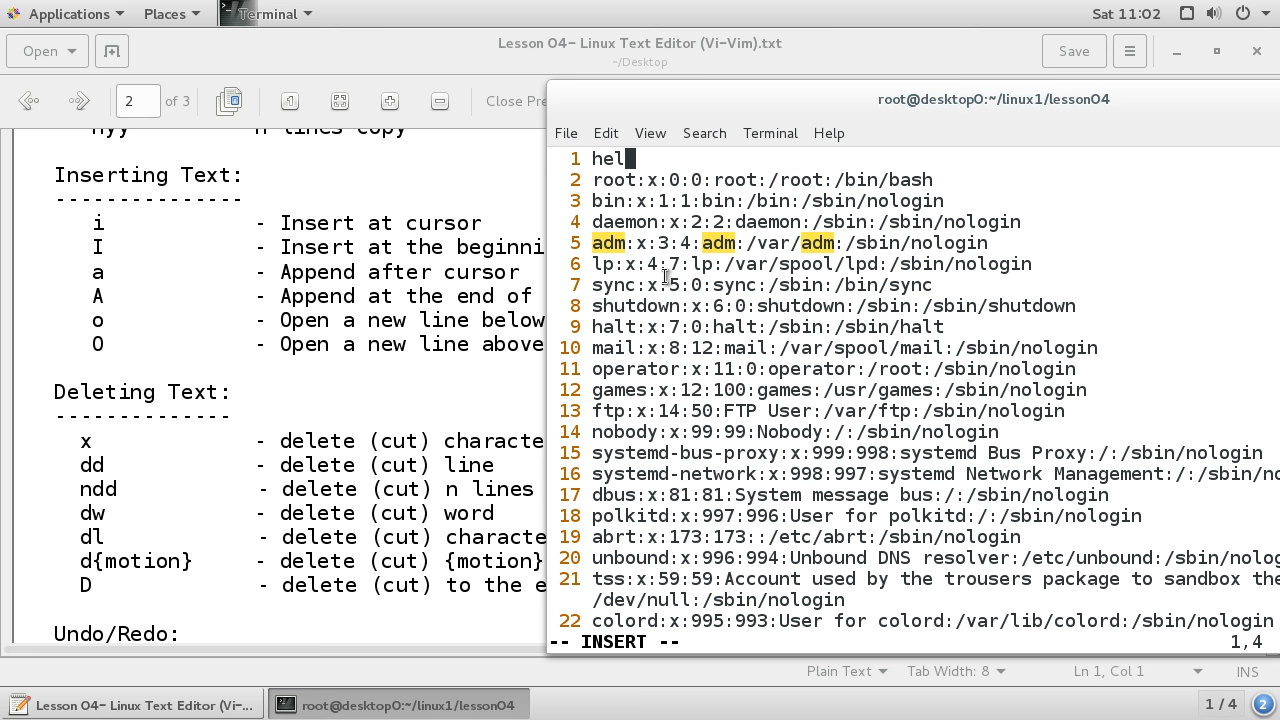 Applications Places Terminal Sat 11:02
Open Lesson 04- Linux Text Editor (Vi-Vim).txt Save
~/Desktop
2 of 3 Close Pre
nyy n lines copy
Inserting Text:
---------------
i - Insert at cursor
I - Insert at the beginni
a - Append after cursor
A - Append at the end of
o - Open a new line below
O - Open a new line above
Deleting Text:
--------------
x - delete (cut) characte
dd - delete (cut) line
ndd - delete (cut) n lines
dw - delete (cut) word
dl - delete (cut) characte
d{motion} - delete (cut) {motion}
D - delete (cut) to the e
Undo/Redo:
root@desktop0:~/linux1/lesson04
File Edit View Search Terminal Help
1 hel
2 root:x:0:0:root:/root:/bin/bash
3 bin:x:1:1:bin:/bin:/sbin/nologin
4 daemon:x:2:2:daemon:/sbin:/sbin/nologin
5 adm:x:3:4:adm:/var/adm:/sbin/nologin
6 lp:x:4:7:lp:/var/spool/lpd:/sbin/nologin
7 sync:x:5:0:sync:/sbin:/bin/sync
8 shutdown:x:6:0:shutdown:/sbin:/sbin/shutdown
9 halt:x:7:0:halt:/sbin:/sbin/halt
10 mail:x:8:12:mail:/var/spool/mail:/sbin/nologin
11 operator:x:11:0:operator:/root:/sbin/nologin
12 games:x:12:100:games:/usr/games:/sbin/nologin
13 ftp:x:14:50:FTP User:/var/ftp:/sbin/nologin
14 nobody:x:99:99:Nobody:/:/sbin/nologin
15 systemd-bus-proxy:x:999:998:systemd Bus Proxy:/:/sbin/nologin
16 systemd-network:x:998:997:systemd Network Management:/:/sbin/no
17 dbus:x:81:81:System message bus:/:/sbin/nologin
18 polkitd:x:997:996:User for polkitd:/:/sbin/nologin
19 abrt:x:173:173::/etc/abrt:/sbin/nologin
20 unbound:x:996:994:Unbound DNS resolver:/etc/unbound:/sbin/nolog
21 tss:x:59:59:Account used by the trousers package to sandbox the
/dev/null:/sbin/nologin
22 colord:x:995:993:User for colord:/var/lib/colord:/sbin/nologin
-- INSERT -- 1,4
Plain Text Tab Width: 8 Ln 1, Col 1 INS
Lesson 04- Linux Text Editor (Vi-... root@desktop0:~/linux1/lesson04 1 / 4 2